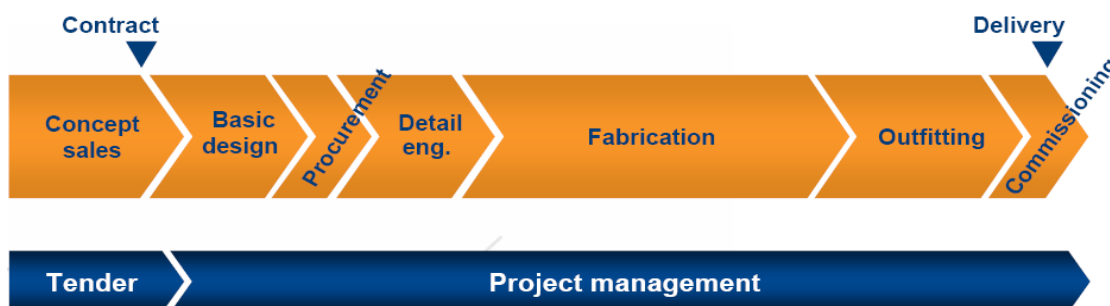 Contract
Delivery
Concept
sales
Basic
design
Procurement
Detail
eng.
Fabrication
Outfitting
Commissioning
Tender
Project management